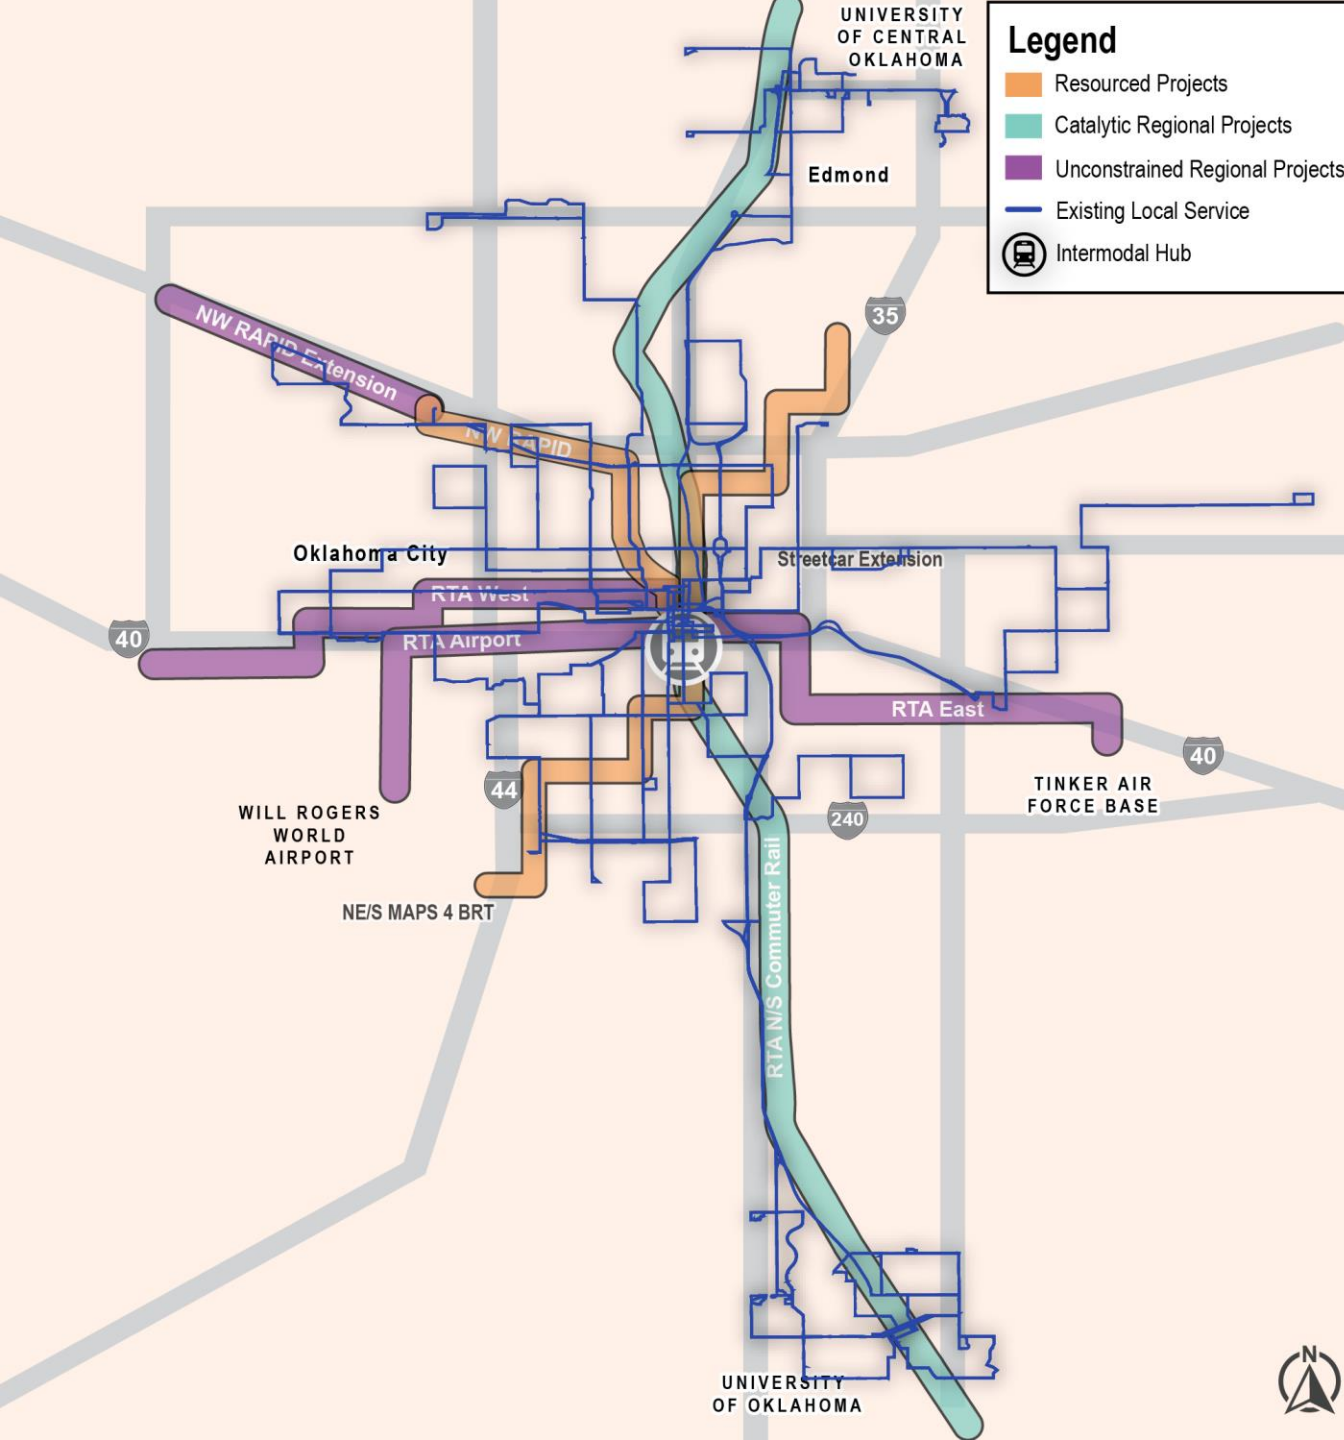 UNIVERSITY
OF CENTRAL
OKLAHOMA
Legend
Resourced Projects
Catalytic Regional Projects
Unconstrained Regional Projects
Existing Local Service
Intermodal Hub
Edmond
35
NW RAPID Extension
NW RAPID
Oklahoma City
Streetcar Extension
RTA West
40
RTA Airport
RTA East
40
44
TINKER AIR
FORCE BASE
WILL ROGERS
WORLD
AIRPORT
240
NE/S MAPS 4 BRT
RTA N/S Commuter Rail
UNIVERSITY
OF OKLAHOMA
N